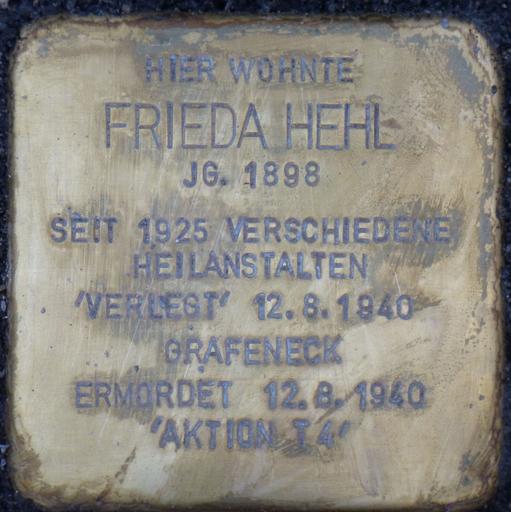 HIER WOHNTE
FRIEDA HEHL
JG. 1898
SEIT 1925 VERSCHIEDENE
HEILANSTALTEN
'VERLEGT' 12.8.1940
GRAFENECK
ERMORDET 12.8.1940
'AKTION T4'